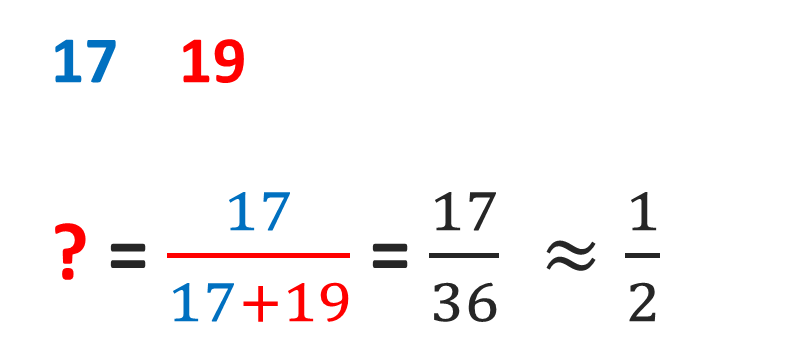 17 19
? = 17/(17+19) = 17/36 ≈ 1/2